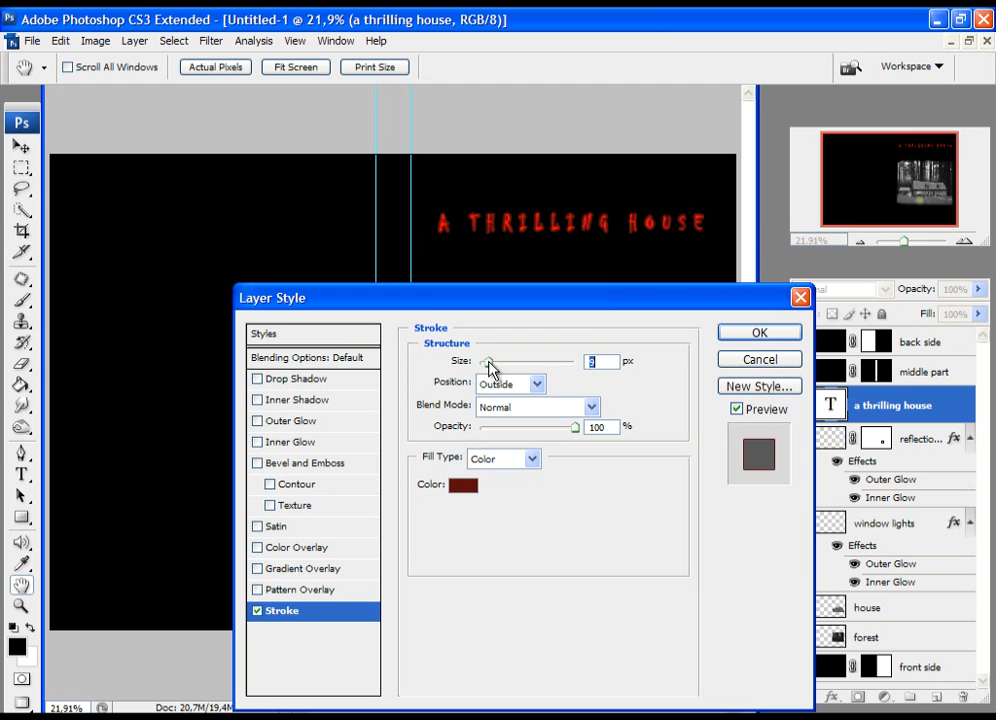 Ps Adobe Photoshop CS3 Extended - [Untitled-1 @ 21,9% (a thrilling house, RGB/8)]
File Edit Image Layer Select Filter Analysis View Window Help
Scroll All Windows Actual Pixels Fit Screen Print Size Workspace
Ps
A THRILLING HOUSE
21.91%
Opacity: 100%
Fill: 100%
back side
middle part
T a thrilling house
reflectio... fx
Effects
Outer Glow
Inner Glow
window lights fx
Effects
Outer Glow
Inner Glow
house
forest
front side
Layer Style
Styles
Blending Options: Default
Drop Shadow
Inner Shadow
Outer Glow
Inner Glow
Bevel and Emboss
Contour
Texture
Satin
Color Overlay
Gradient Overlay
Pattern Overlay
Stroke
Stroke
Structure
Size: px
Position: Outside
Blend Mode: Normal
Opacity: 100 %
Fill Type: Color
Color:
OK
Cancel
New Style...
Preview
21,91% Doc: 20,7M/19,4M